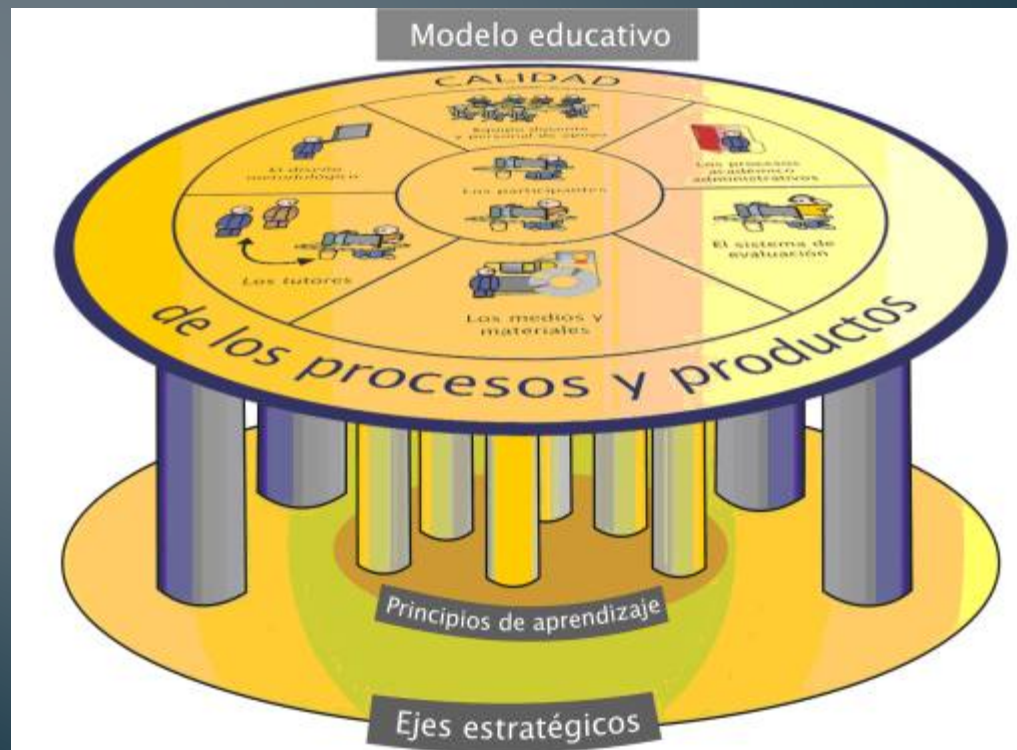 Modelo educativo
CALIDAD
Equipo docente
y personal de apoyo
El diseño
metodológico
Los procesos
académico
administrativos
Los participantes
Los tutores
El sistema de
evaluación
Los medios y
materiales
de los procesos y productos
Principios de aprendizaje
Ejes estratégicos